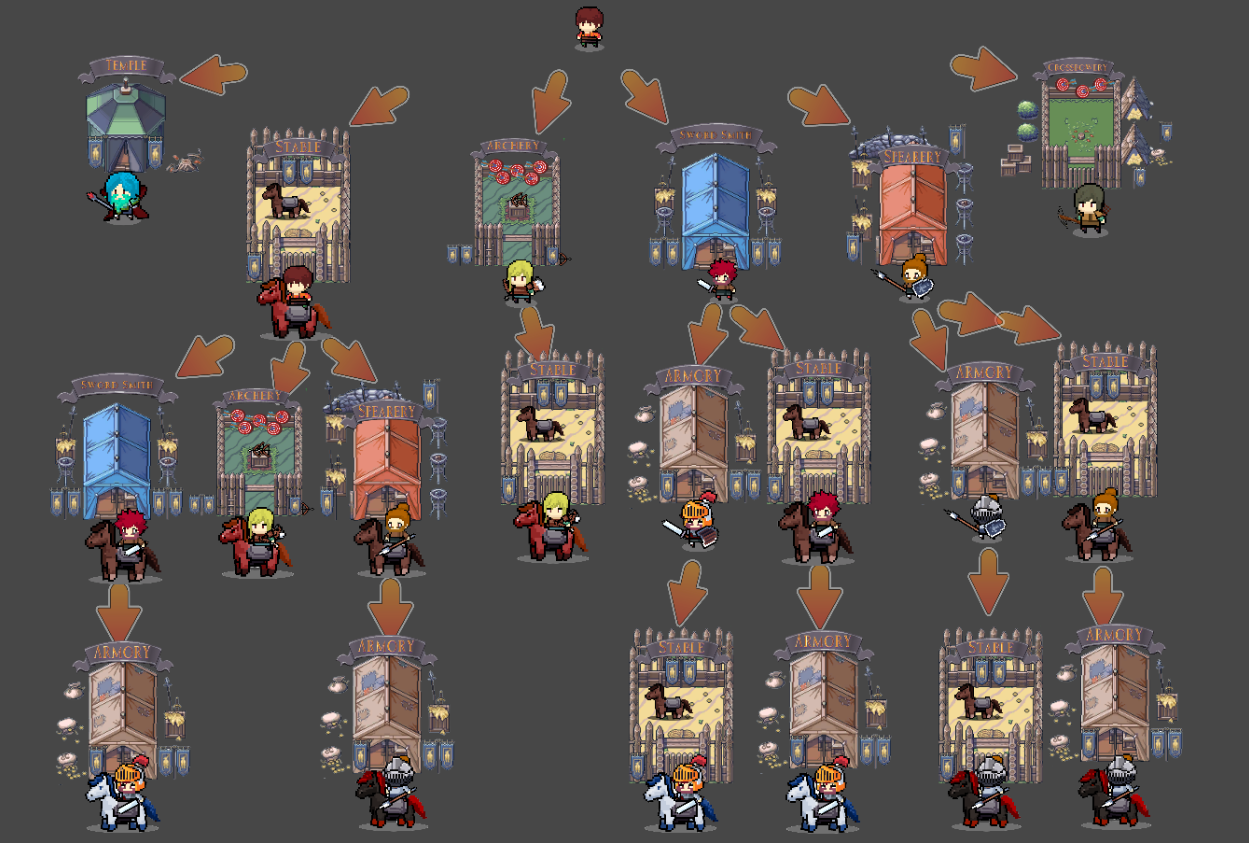 TEMPLE
CROSSBOWERY
STABLE
ARCHERY
SWORD SMITH
SPEARERY
SWORD SMITH
ARCHERY
SPEARERY
STABLE
ARMORY
STABLE
ARMORY
STABLE
ARMORY
ARMORY
STABLE
ARMORY
STABLE
ARMORY